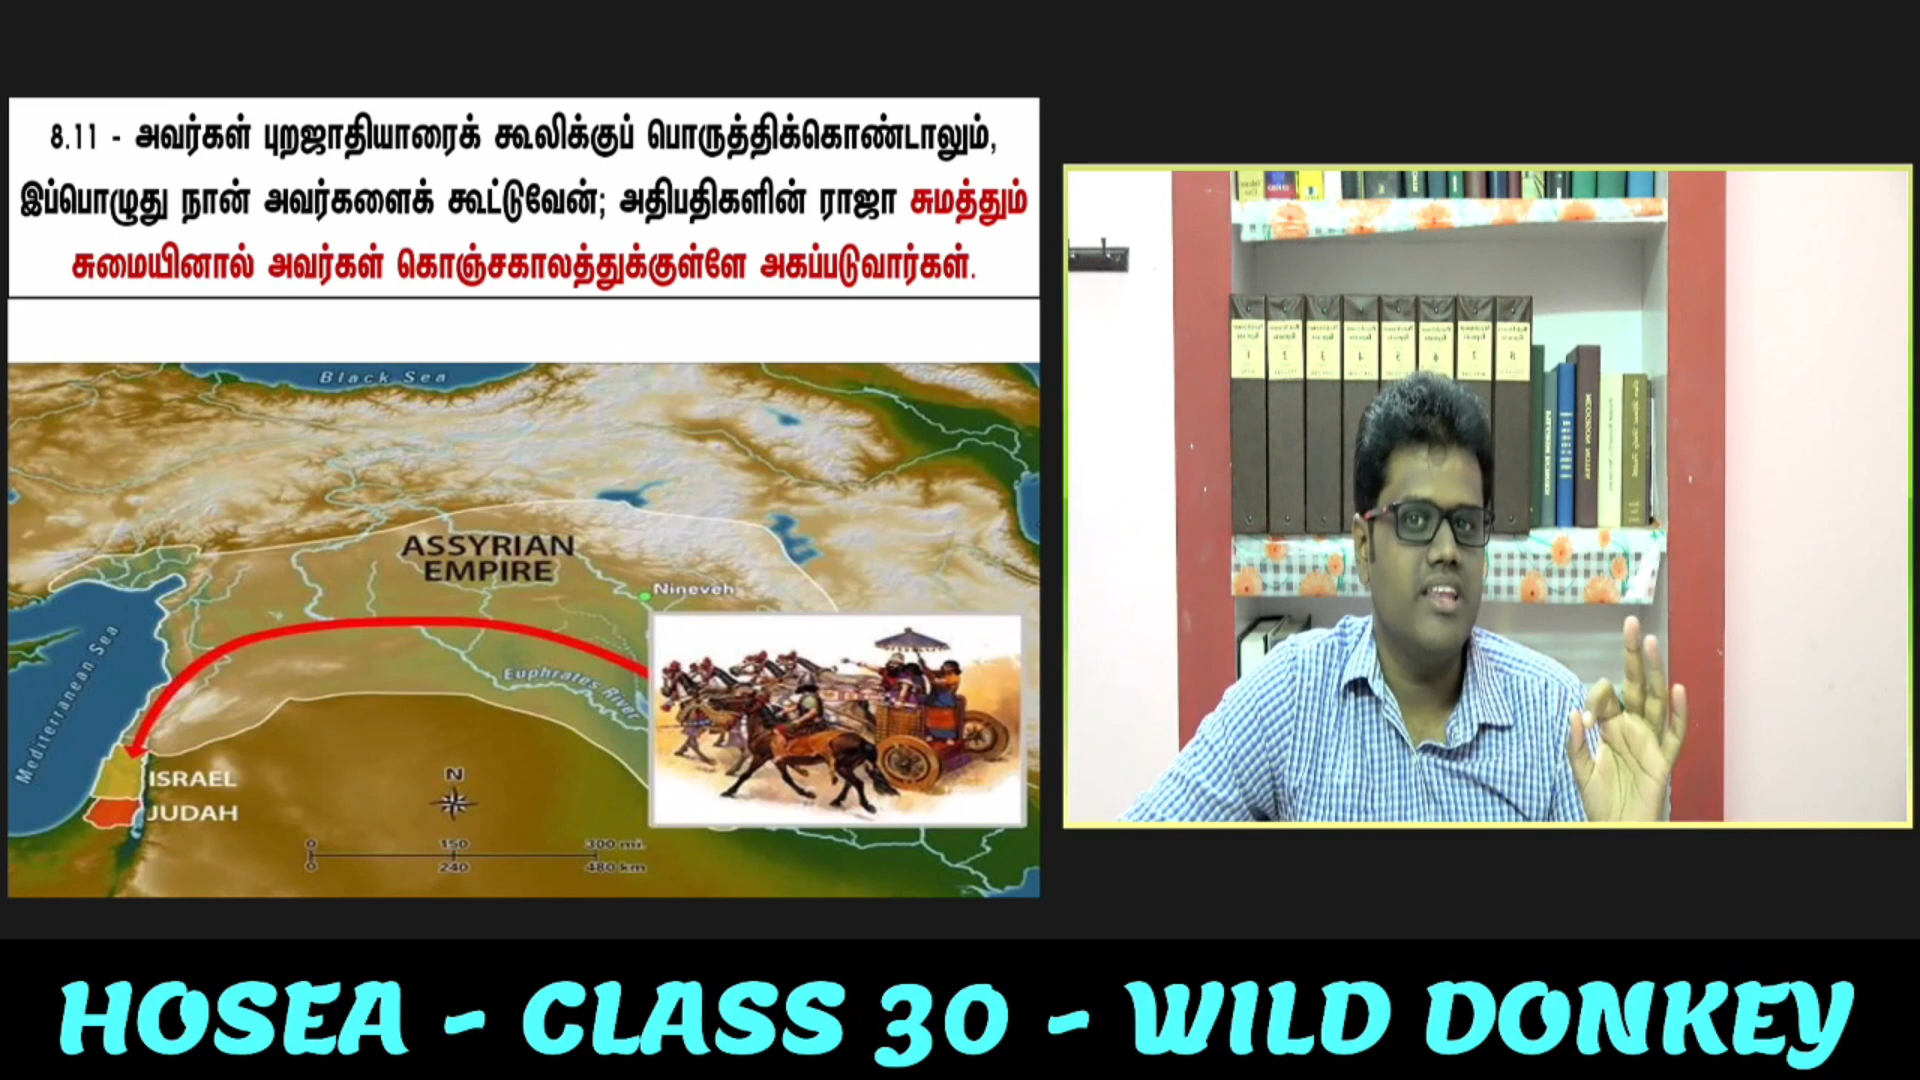 8.11 - அவர்கள் புறஜாதியாரைக் கூலிக்குப் பொருத்திக்கொண்டாலும்,
இப்பொழுது நான் அவர்களைக் கூட்டுவேன்; அதிபதிகளின் ராஜா சுமத்தும்
சுமையினால் அவர்கள் கொஞ்சகாலத்துக்குள்ளே அகப்படுவார்கள்.
Black Sea
ASSYRIAN
EMPIRE
Nineveh
Mediterranean Sea
Euphrates River
ISRAEL
JUDAH
N
0 150 300 mi.
0 240 480 km
HOSEA - CLASS 30 - WILD DONKEY